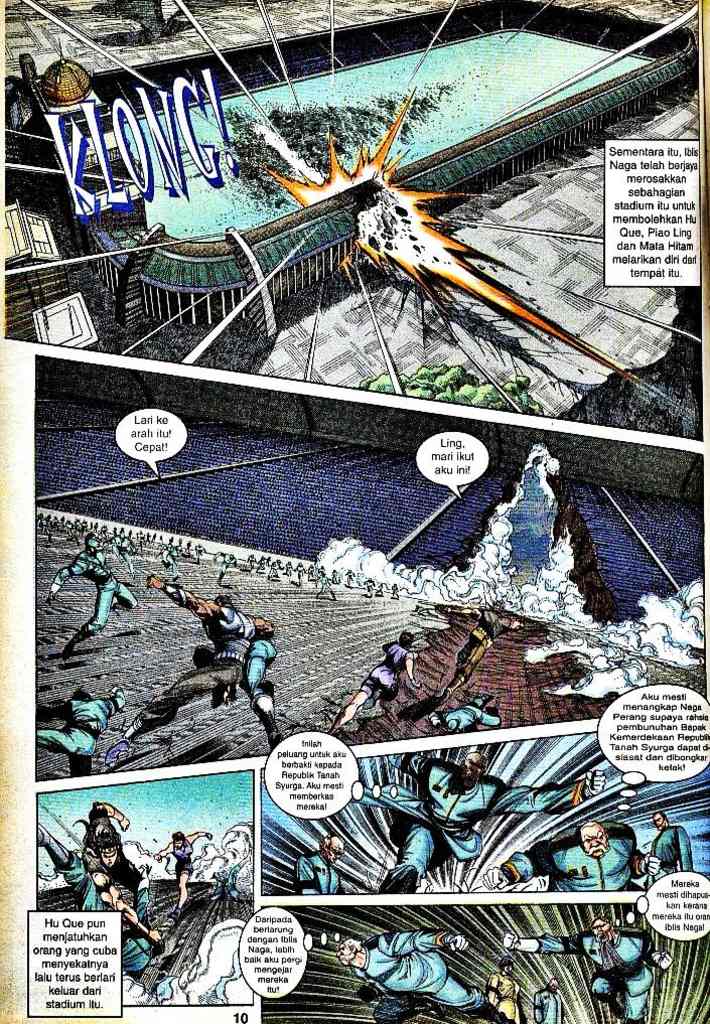 KLONG!
Sementara itu, Iblis
Naga telah berjaya
merosakkan
sebahagian
stadium itu untuk
membolehkan Hu
Que, Piao Ling
dan Mata Hitam
melarikan diri dari
tempat itu.
Lari ke
arah itu!
Cepat!
Ling,
mari ikut
aku ini!
Aku mesti
menangkap Naga
Perang supaya rahsia
pembunuhan Bapak
Kemerdekaan Republik
Tanah Syurga dapat di-
siasat dan dibongkar
kelak!
Inilah
peluang untuk aku
berbakti kepada
Republik Tanah
Syurga. Aku mesti
memberkas
mereka!
Hu Que pun
menjatuhkan
orang yang cuba
menyekatnya
lalu terus berlari
keluar dari
stadium itu.
Daripada
bertarung
dengan Iblis
Naga, lebih
baik aku pergi
mengejar
mereka
itu!
Mereka
mesti dihapus-
kan kerana
mereka itu orang
Iblis Naga!
10